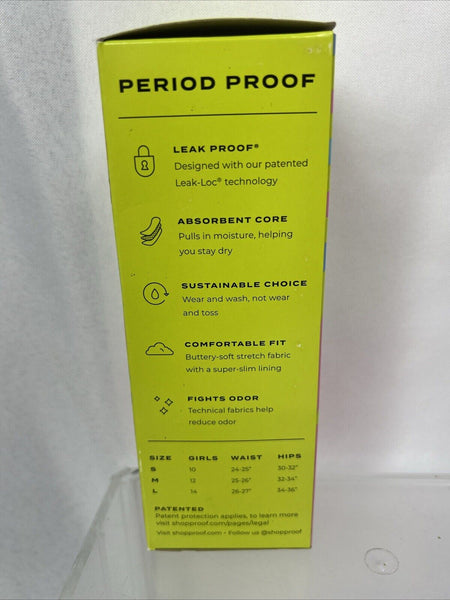 PERIOD PROOF
LEAK PROOF®
Designed with our patented
Leak-Loc® technology
ABSORBENT CORE
Pulls in moisture, helping
you stay dry
SUSTAINABLE CHOICE
Wear and wash, not wear
and toss
COMFORTABLE FIT
Buttery-soft stretch fabric
with a super-slim lining
FIGHTS ODOR
Technical fabrics help
reduce odor
SIZE GIRLS WAIST HIPS
S 10 24-25" 30-32"
M 12 25-26" 32-34"
L 14 26-27" 34-36"
PATENTED
Patent protection applies, to learn more
visit shopproof.com/pages/legal
Visit shopproof.com • Follow us @shopproof